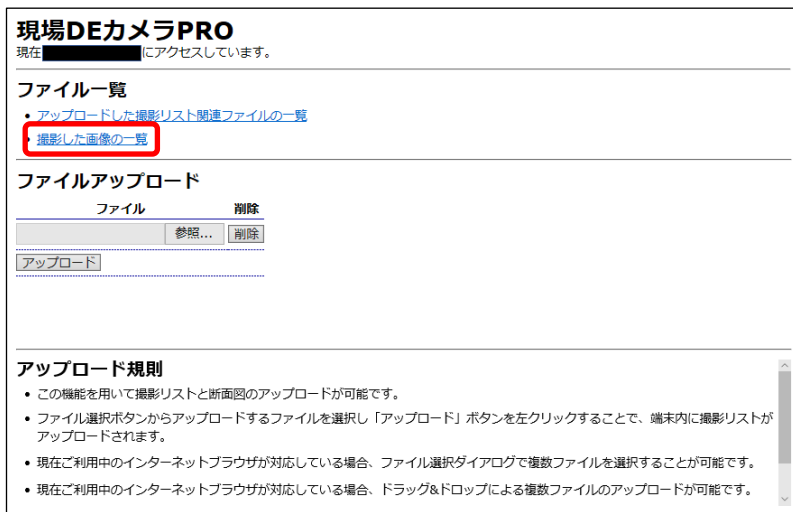 現場DEカメラPRO
現在 にアクセスしています。
ファイル一覧
• アップロードした撮影リスト関連ファイルの一覧
• 撮影した画像の一覧
ファイルアップロード
ファイル 削除
参照... 削除
アップロード
アップロード規則
• この機能を用いて撮影リストと断面図のアップロードが可能です。
• ファイル選択ボタンからアップロードするファイルを選択し「アップロード」ボタンを左クリックすることで、端末内に撮影リストが
アップロードされます。
• 現在ご利用中のインターネットブラウザが対応している場合、ファイル選択ダイアログで複数ファイルを選択することが可能です。
• 現在ご利用中のインターネットブラウザが対応している場合、ドラッグ&ドロップによる複数ファイルのアップロードが可能です。